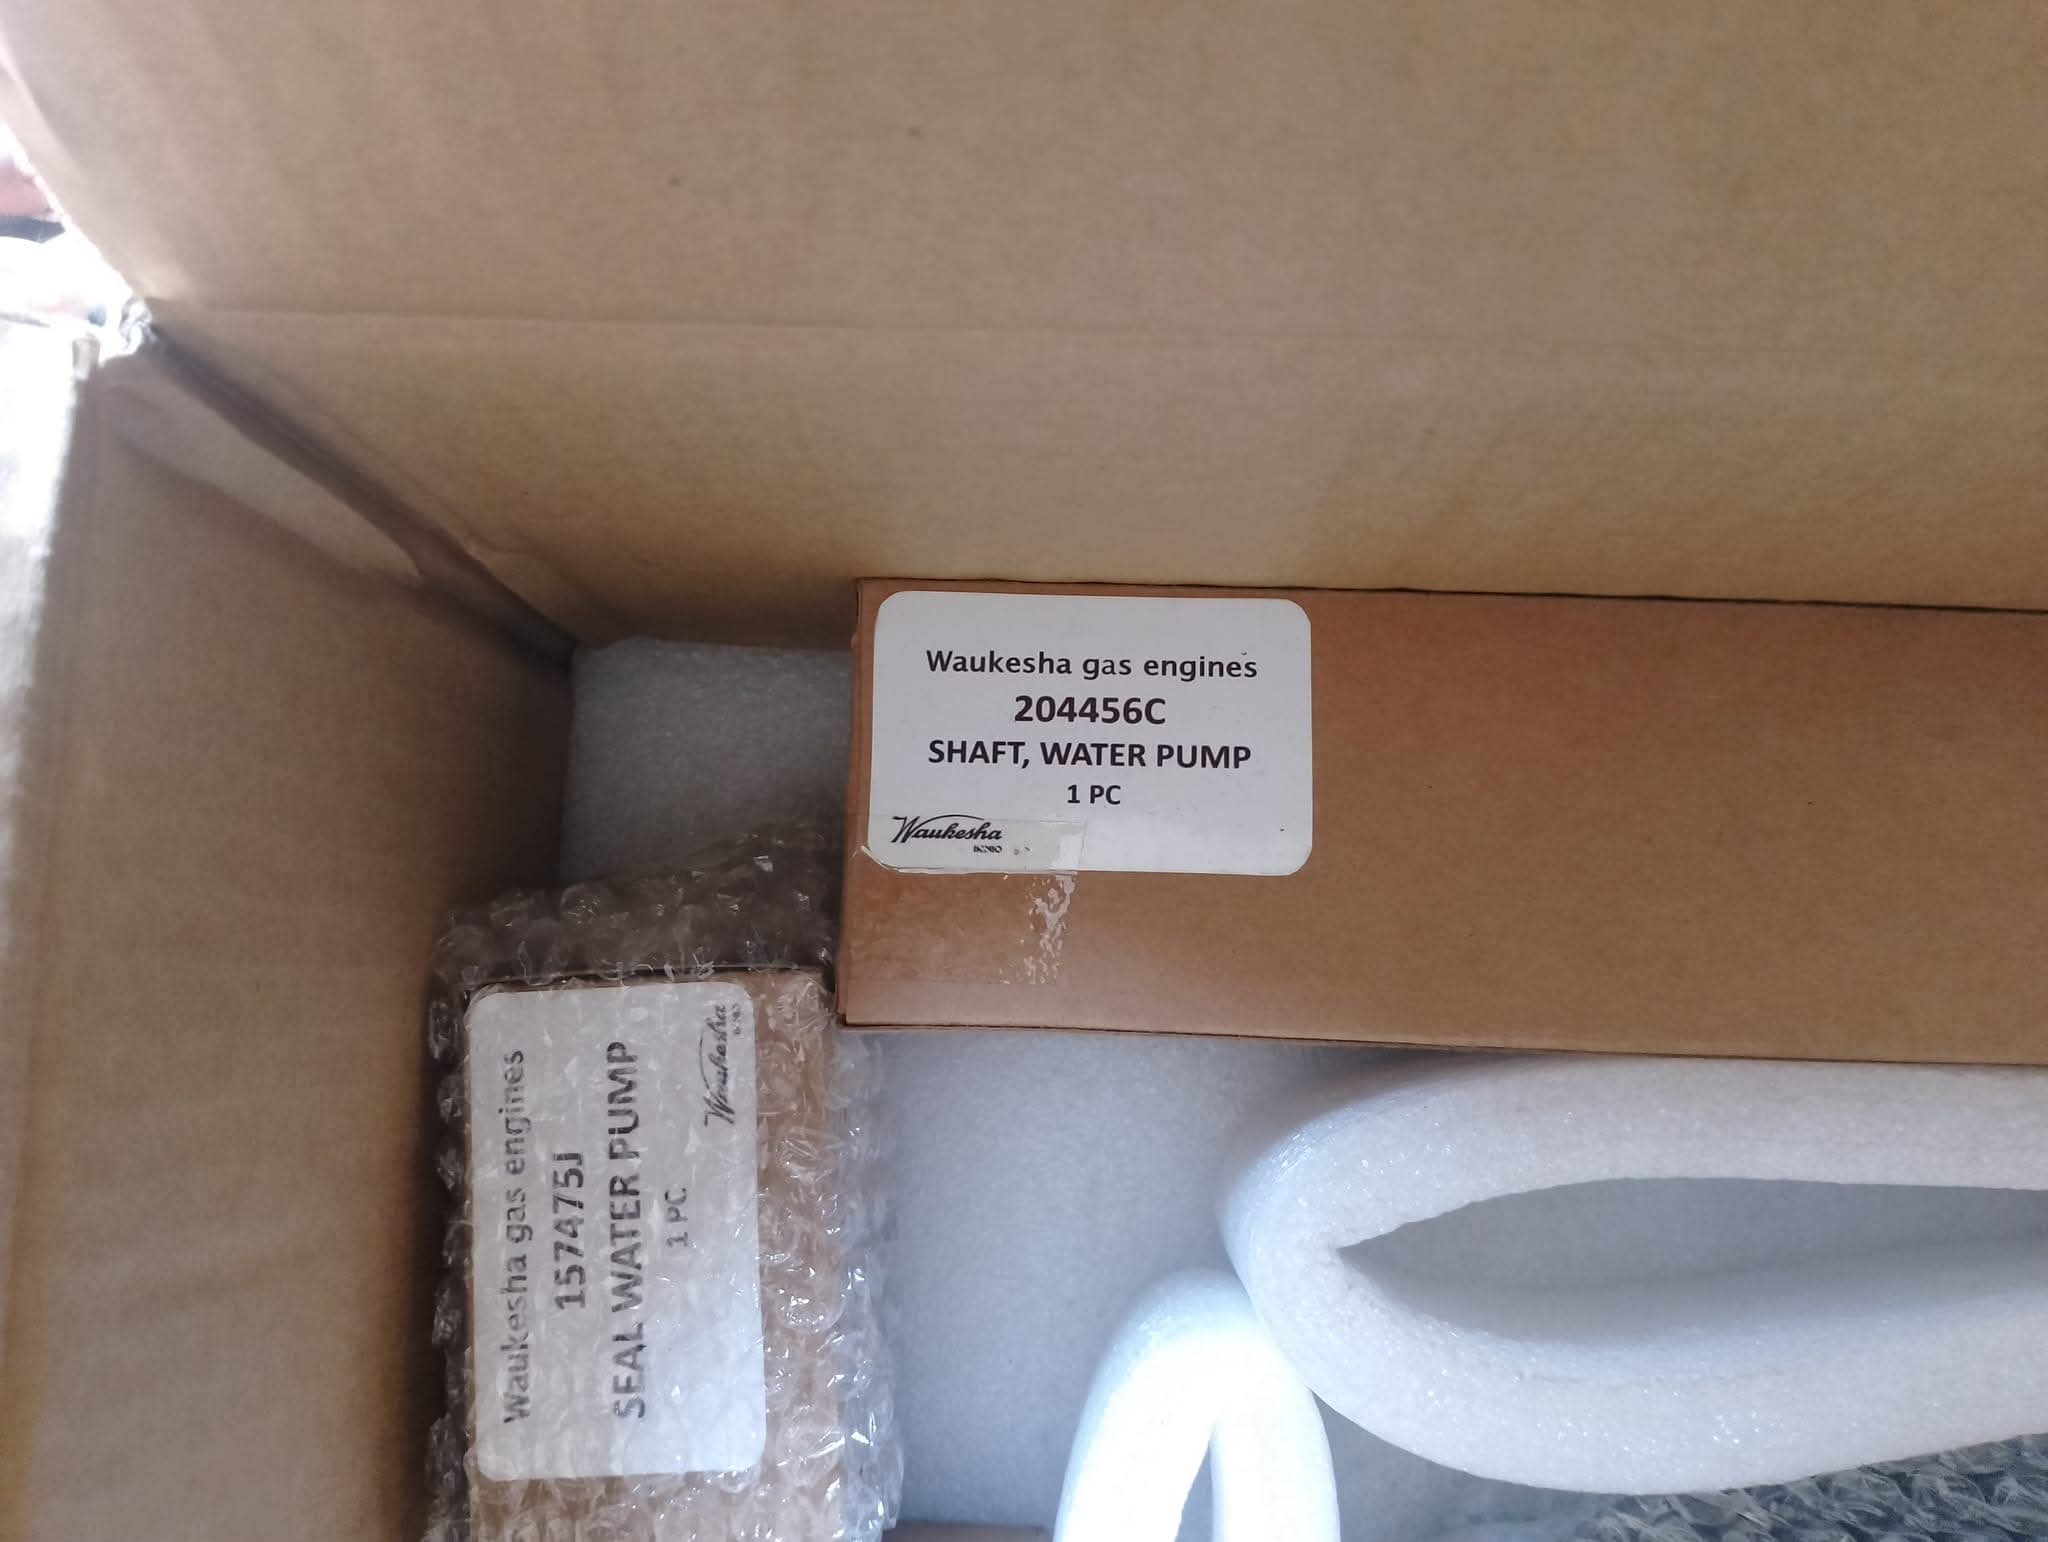 Waukesha gas engines
204456C
SHAFT, WATER PUMP
1 PC
Waukesha
Waukesha gas engines
157475J
SEAL WATER PUMP
1 PC
Waukesha